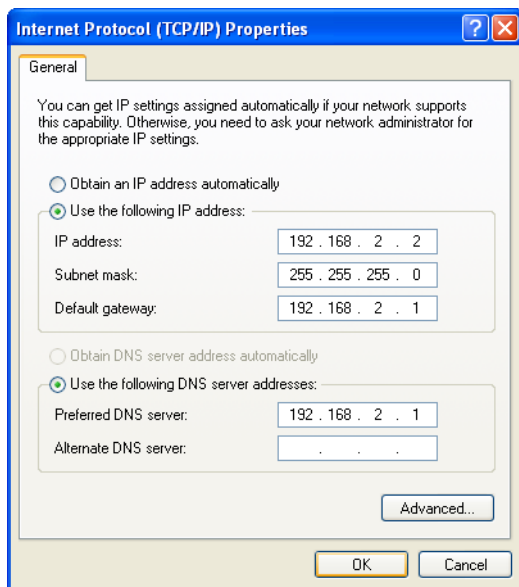 Internet Protocol (TCP/IP) Properties
General
You can get IP settings assigned automatically if your network supports
this capability. Otherwise, you need to ask your network administrator for
the appropriate IP settings.
Obtain an IP address automatically
Use the following IP address:
IP address: 192 . 168 . 2 . 2
Subnet mask: 255 . 255 . 255 . 0
Default gateway: 192 . 168 . 2 . 1
Obtain DNS server address automatically
Use the following DNS server addresses:
Preferred DNS server: 192 . 168 . 2 . 1
Alternate DNS server: . . .
Advanced...
OK Cancel